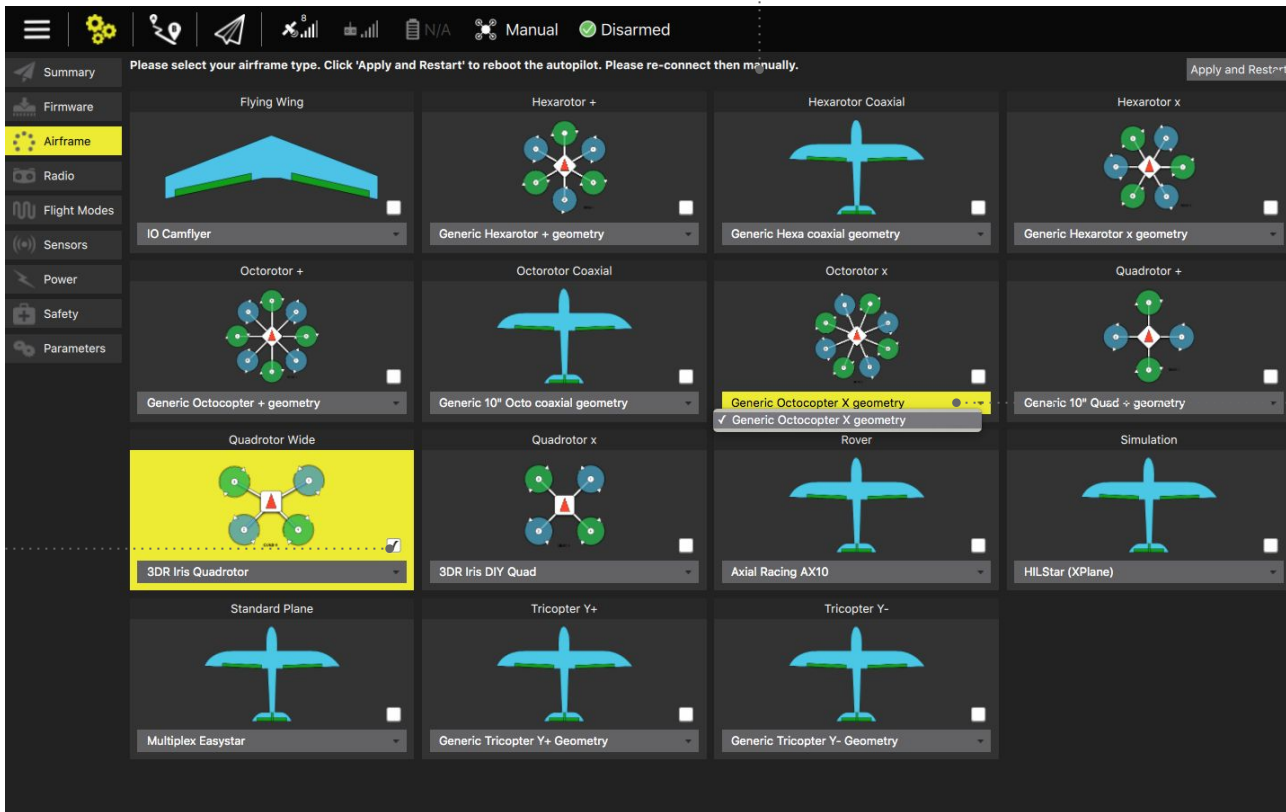 8
N/A
Manual
Disarmed
Summary
Firmware
Airframe
Radio
Flight Modes
Sensors
Power
Safety
Parameters
Please select your airframe type. Click 'Apply and Restart' to reboot the autopilot. Please re-connect then manually.
Apply and Restart
Flying Wing
Hexarotor +
Hexarotor Coaxial
Hexarotor x
IO Camflyer
Generic Hexarotor + geometry
Generic Hexa coaxial geometry
Generic Hexarotor x geometry
Octorotor +
Octorotor Coaxial
Octorotor x
Quadrotor +
Generic Octocopter + geometry
Generic 10" Octo coaxial geometry
Generic Octocopter X geometry
Generic 10" Quad + geometry
✓ Generic Octocopter X geometry
Quadrotor Wide
Quadrotor x
Rover
Simulation
3DR Iris Quadrotor
3DR Iris DIY Quad
Axial Racing AX10
HILStar (XPlane)
Standard Plane
Tricopter Y+
Tricopter Y-
Multiplex Easystar
Generic Tricopter Y+ Geometry
Generic Tricopter Y- Geometry